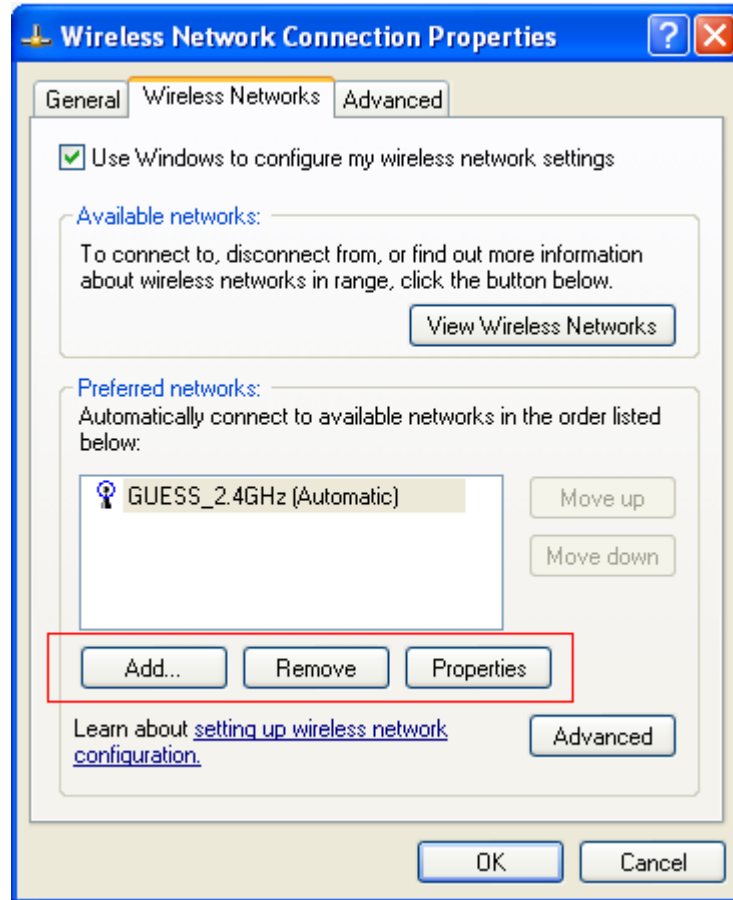 Wireless Network Connection Properties
General Wireless Networks Advanced
Use Windows to configure my wireless network settings
Available networks:
To connect to, disconnect from, or find out more information
about wireless networks in range, click the button below.
View Wireless Networks
Preferred networks:
Automatically connect to available networks in the order listed
below:
GUESS_2.4GHz (Automatic)
Move up
Move down
Add... Remove Properties
Learn about setting up wireless network
configuration.
Advanced
OK Cancel